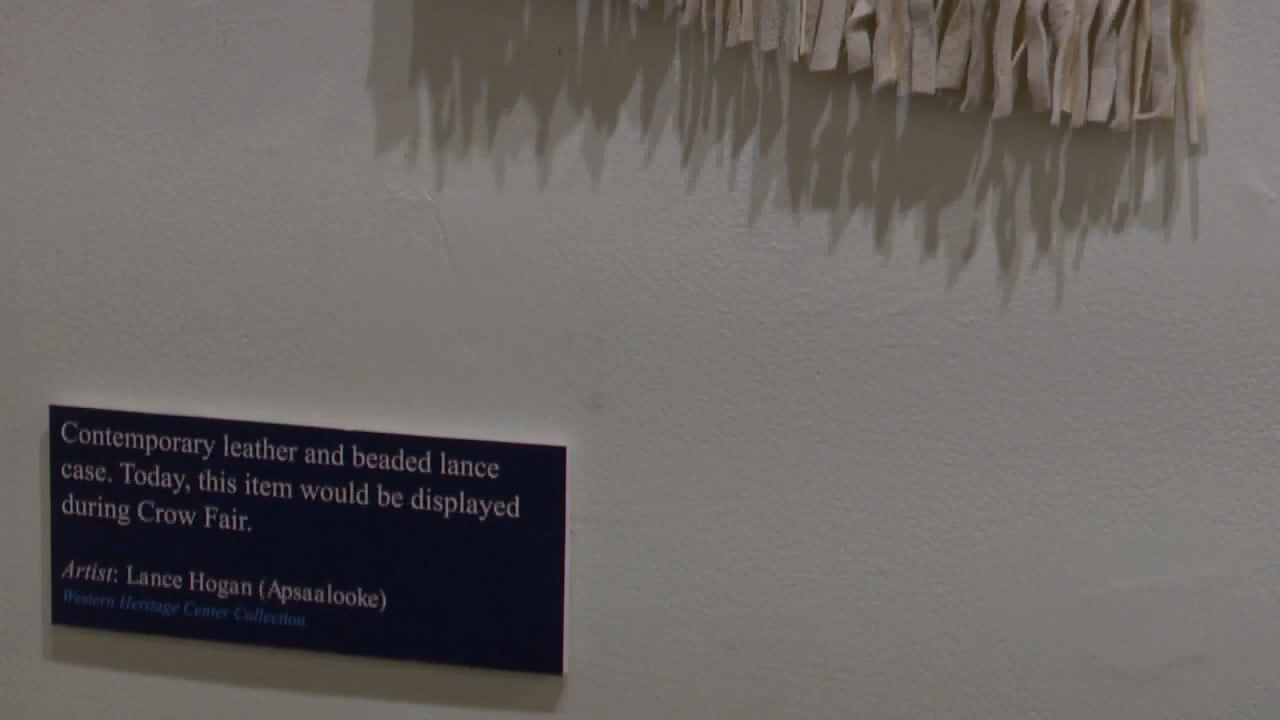 Contemporary leather and beaded lance
case. Today, this item would be displayed
during Crow Fair.
Artist: Lance Hogan (Apsaalooke)
Western Heritage Center Collection